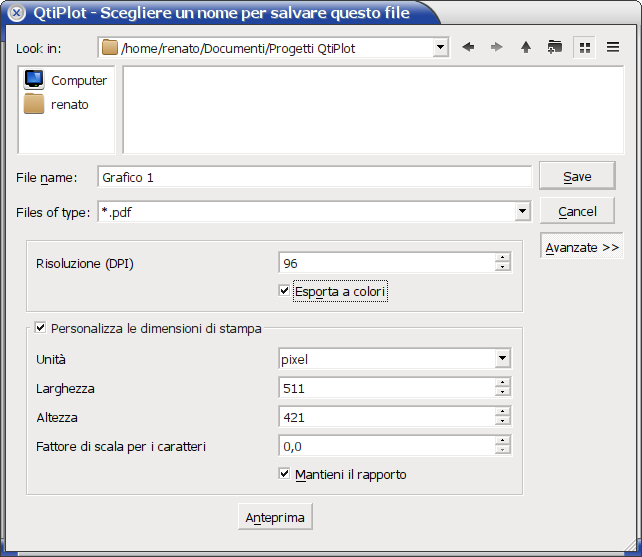 QtiPlot - Scegliere un nome per salvare questo file
Look in: /home/renato/Documenti/Progetti QtiPlot
Computer
renato
File name: Grafico 1 Save
Files of type: *.pdf Cancel
Avanzate >>
Risoluzione (DPI) 96
Esporta a colori
Personalizza le dimensioni di stampa
Unità pixel
Larghezza 511
Altezza 421
Fattore di scala per i caratteri 0,0
Mantieni il rapporto
Anteprima